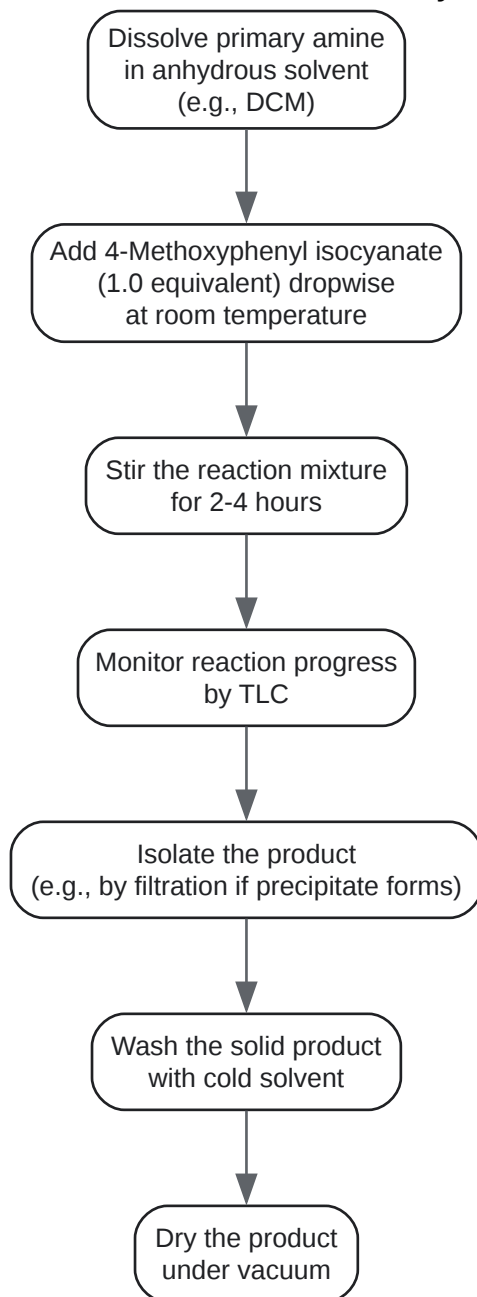 Dissolve primary amine
in anhydrous solvent
(e.g., DCM)
Add 4-Methoxyphenyl isocyanate
(1.0 equivalent) dropwise
at room temperature
Stir the reaction mixture
for 2-4 hours
Monitor reaction progress
by TLC
Isolate the product
(e.g., by filtration if precipitate forms)
Wash the solid product
with cold solvent
Dry the product
under vacuum